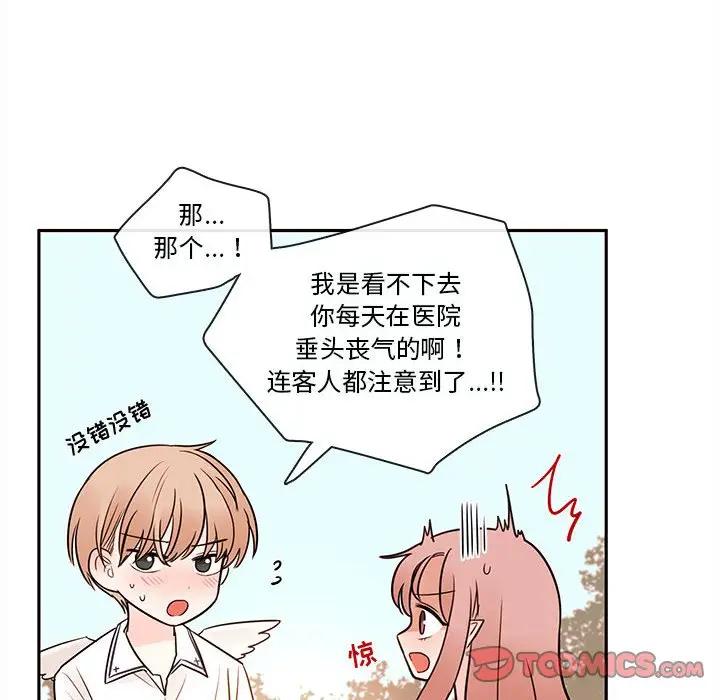 那...
那个...！
我是看不下去
你每天在医院
垂头丧气的啊！
连客人都注意到了...!!
没错没错
惊
TOOMICS.COM